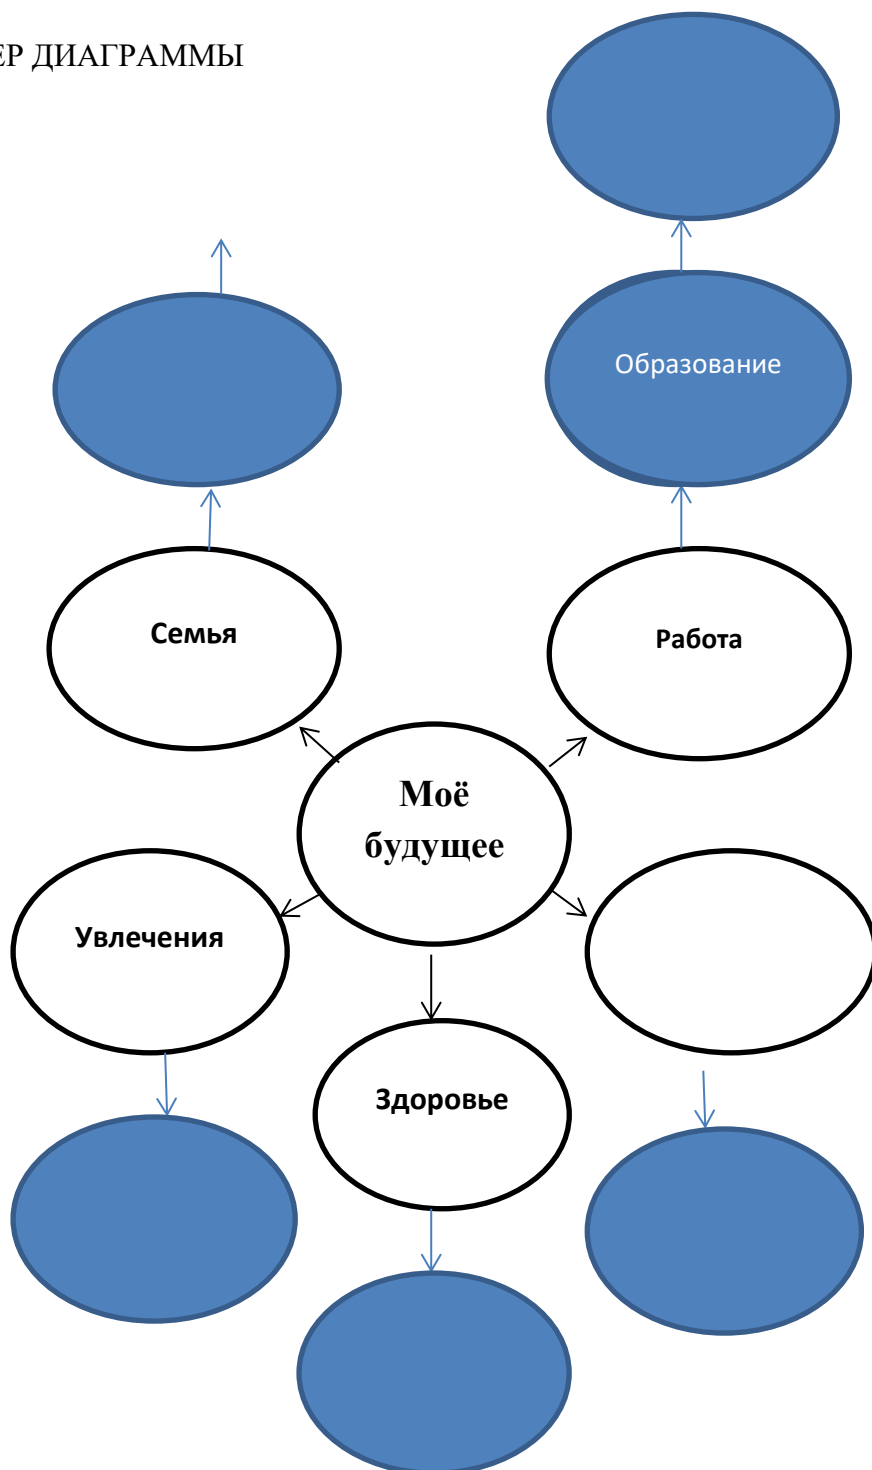 ЕР ДИАГРАММЫ
Образование
Семья
Работа
Моё
будущее
Увлечения
Здоровье